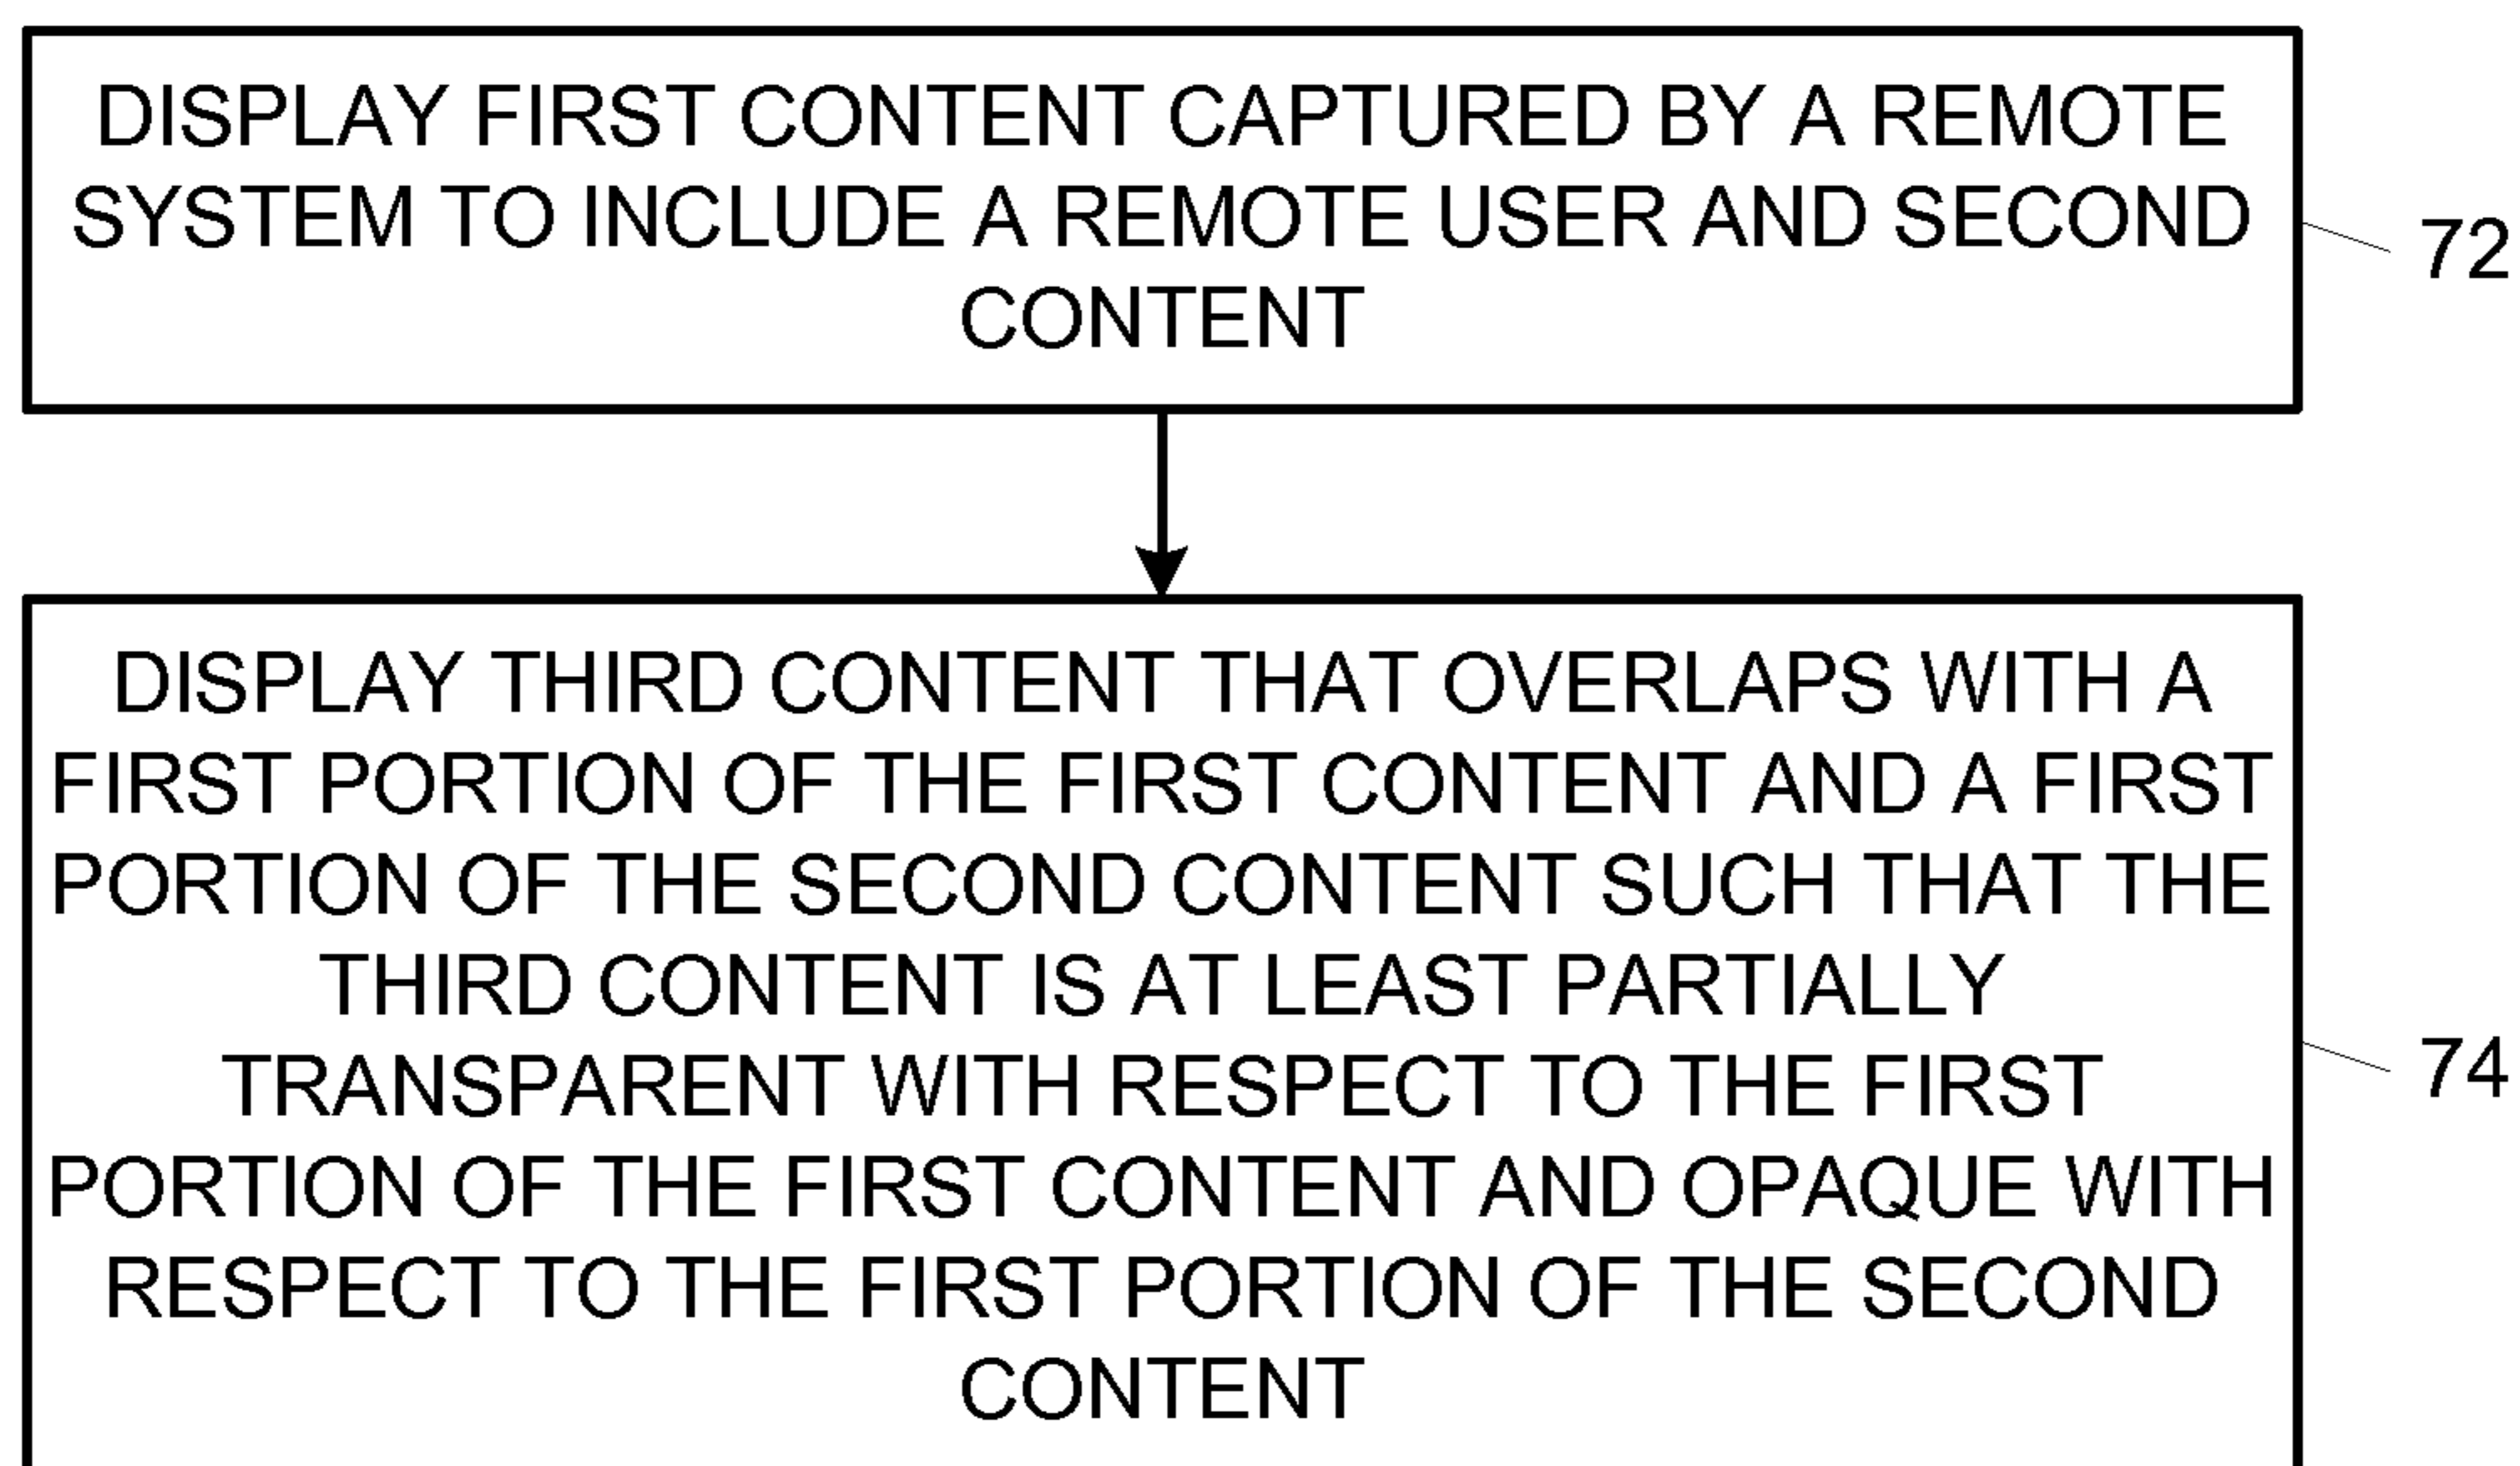 DISPLAY FIRST CONTENT CAPTURED BY A REMOTE
SYSTEM TO INCLUDE A REMOTE USER AND SECOND
CONTENT
72
DISPLAY THIRD CONTENT THAT OVERLAPS WITH A
FIRST PORTION OF THE FIRST CONTENT AND A FIRST
PORTION OF THE SECOND CONTENT SUCH THAT THE
THIRD CONTENT IS AT LEAST PARTIALLY
TRANSPARENT WITH RESPECT TO THE FIRST
PORTION OF THE FIRST CONTENT AND OPAQUE WITH
RESPECT TO THE FIRST PORTION OF THE SECOND
CONTENT
74